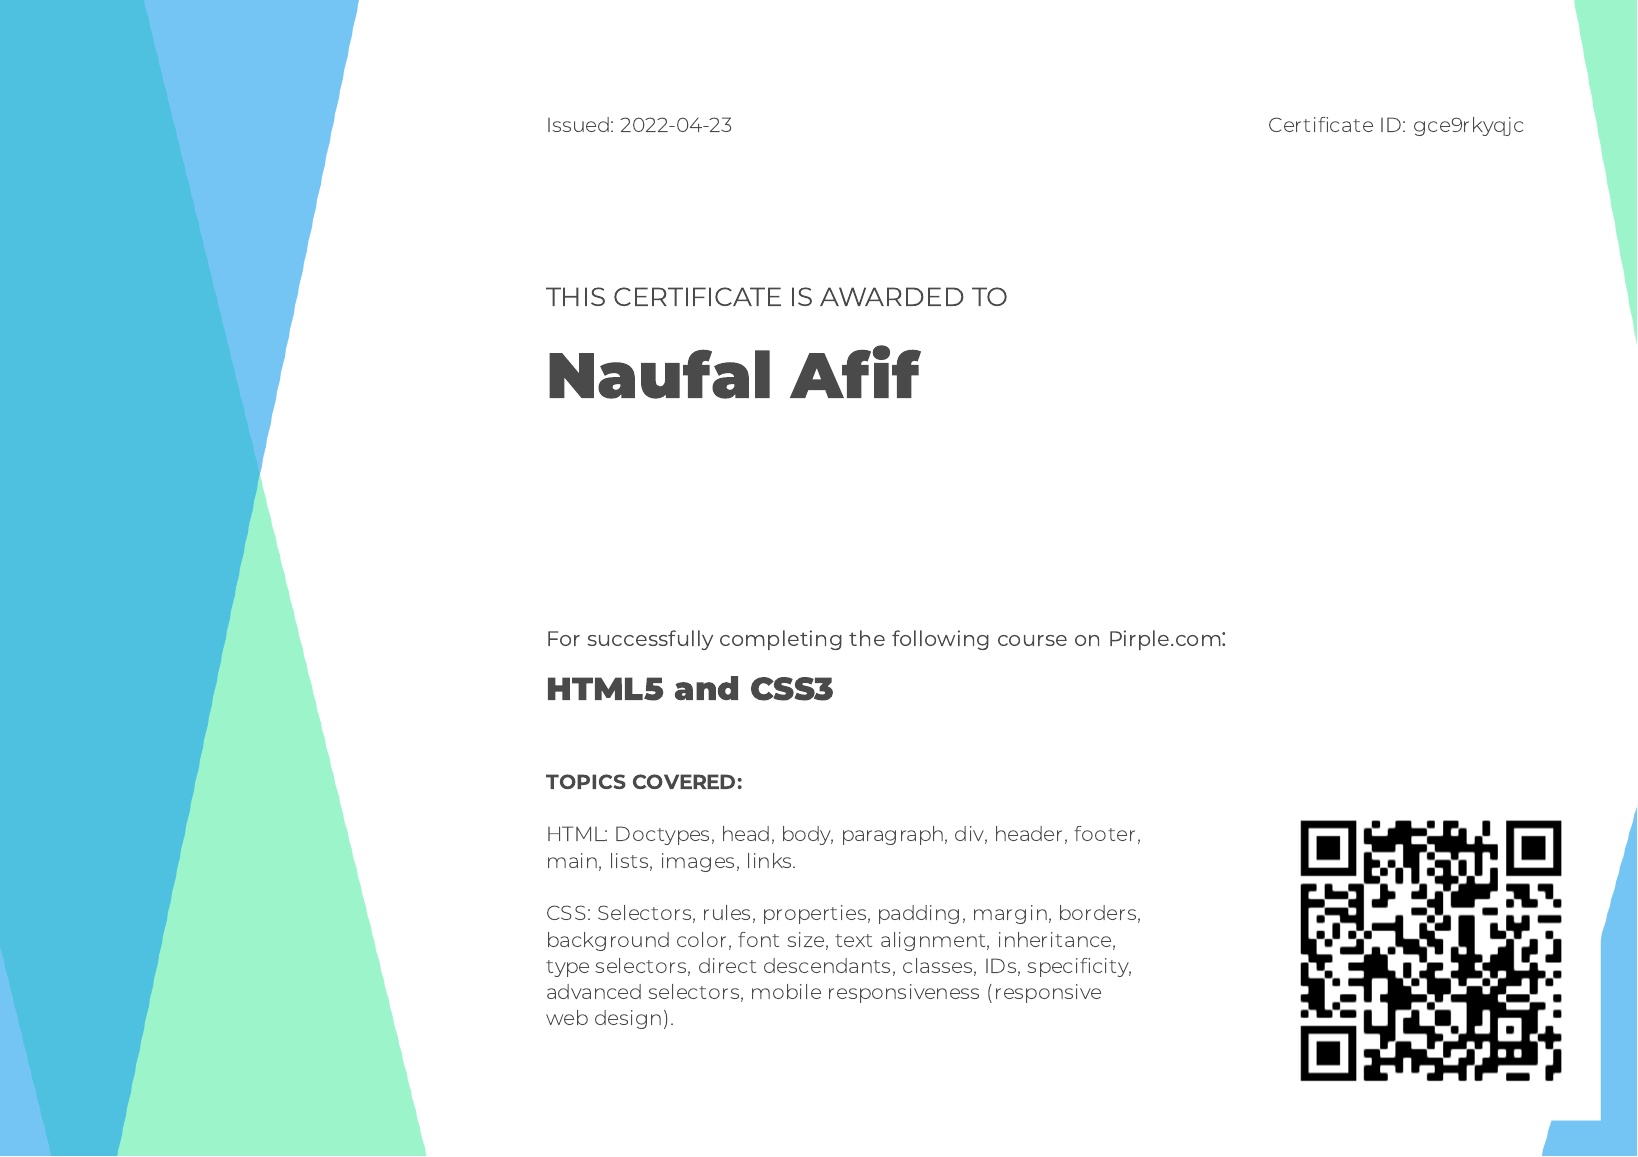 Issued: 2022-04-23
Certificate ID: gce9rkyqjc
THIS CERTIFICATE IS AWARDED TO
Naufal Afif
For successfully completing the following course on Pirple.com:
HTML5 and CSS3
TOPICS COVERED:
HTML: Doctypes, head, body, paragraph, div, header, footer,
main, lists, images, links.
CSS: Selectors, rules, properties, padding, margin, borders,
background color, font size, text alignment, inheritance,
type selectors, direct descendants, classes, IDs, specificity,
advanced selectors, mobile responsiveness (responsive
web design).